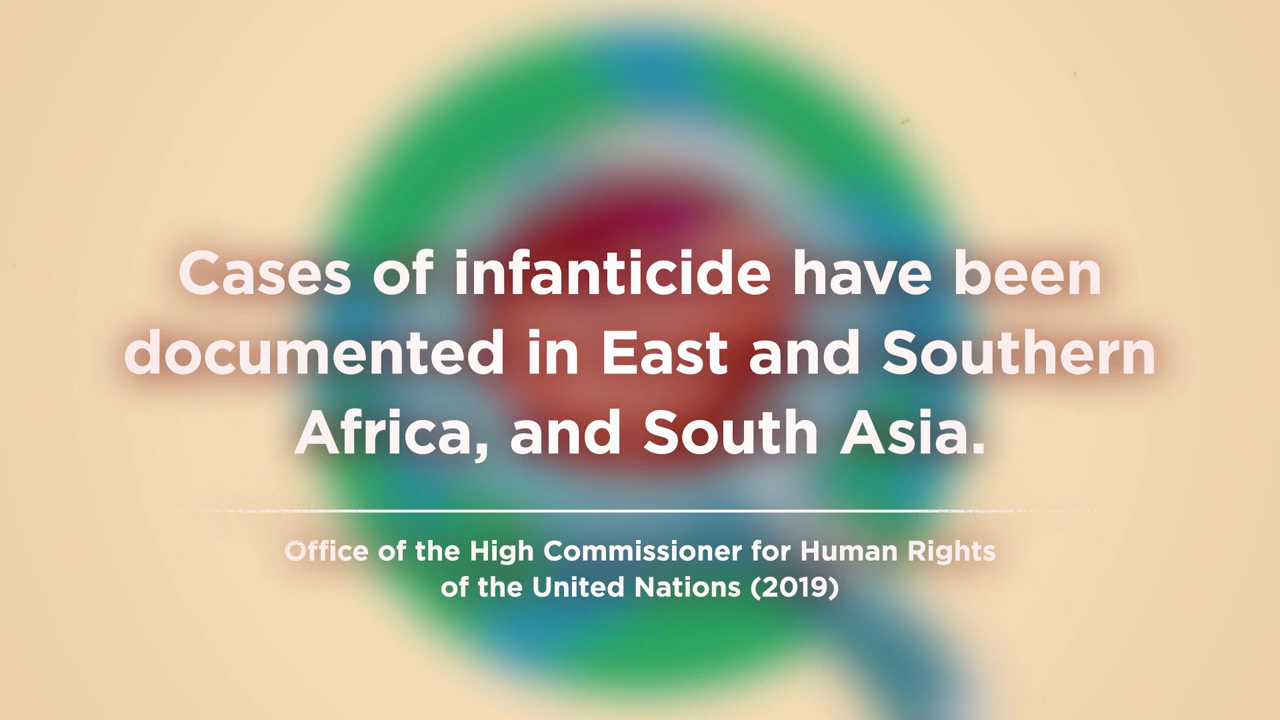 Cases of infanticide have been
documented in East and Southern
Africa, and South Asia.
Office of the High Commissioner for Human Rights
of the United Nations (2019)